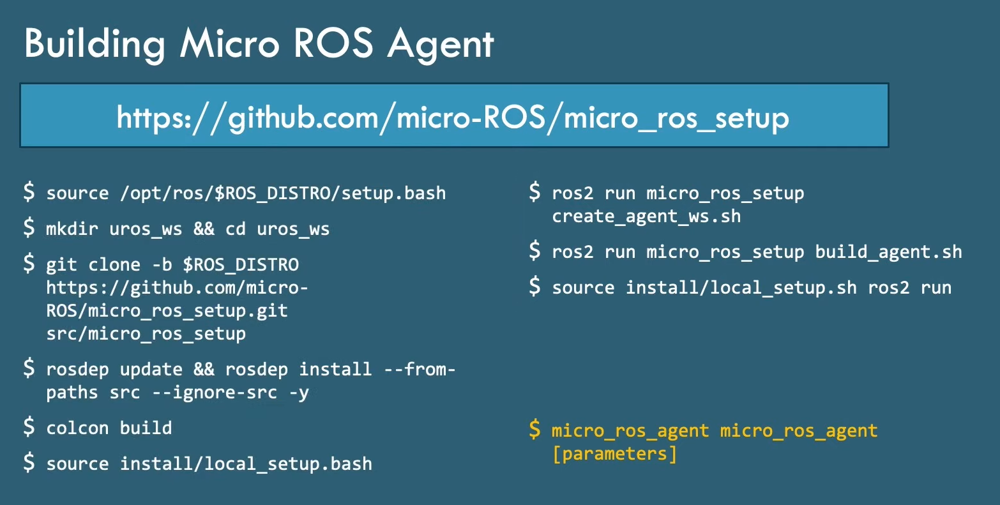 Building Micro ROS Agent
https://github.com/micro-ROS/micro_ros_setup
$ source /opt/ros/$ROS_DISTRO/setup.bash
$ mkdir uros_ws && cd uros_ws
$ git clone -b $ROS_DISTRO
https://github.com/micro-
ROS/micro_ros_setup.git
src/micro_ros_setup
$ rosdep update && rosdep install --from-
paths src --ignore-src -y
$ colcon build
$ source install/local_setup.bash
$ ros2 run micro_ros_setup
create_agent_ws.sh
$ ros2 run micro_ros_setup build_agent.sh
$ source install/local_setup.sh ros2 run
$ micro_ros_agent micro_ros_agent
[parameters]